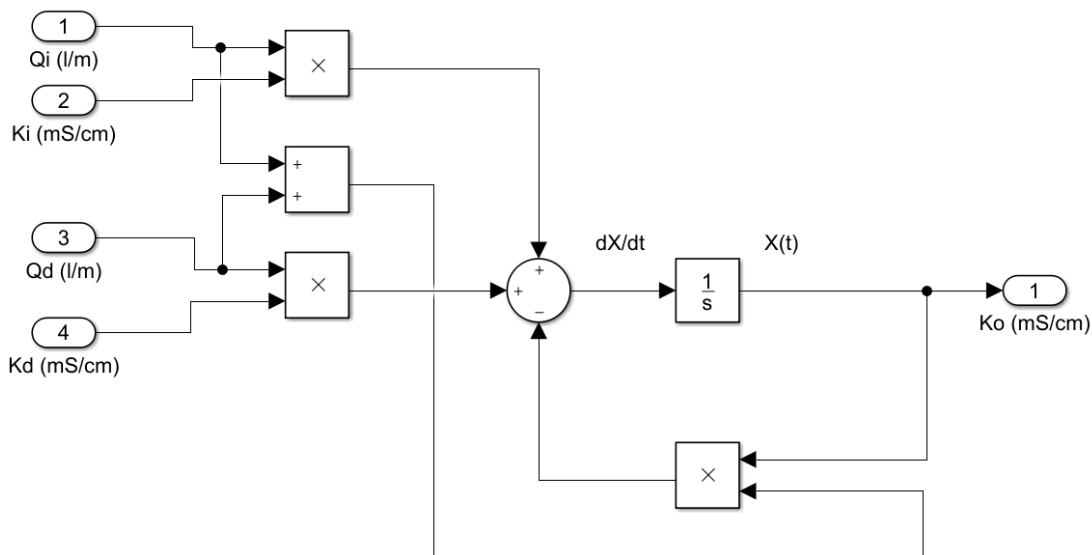 1
Qi (l/m)
2
Ki (mS/cm)
×
+
+
3
Qd (l/m)
×
4
Kd (mS/cm)
+
+
−
dX/dt
1
s
X(t)
1
Ko (mS/cm)
×